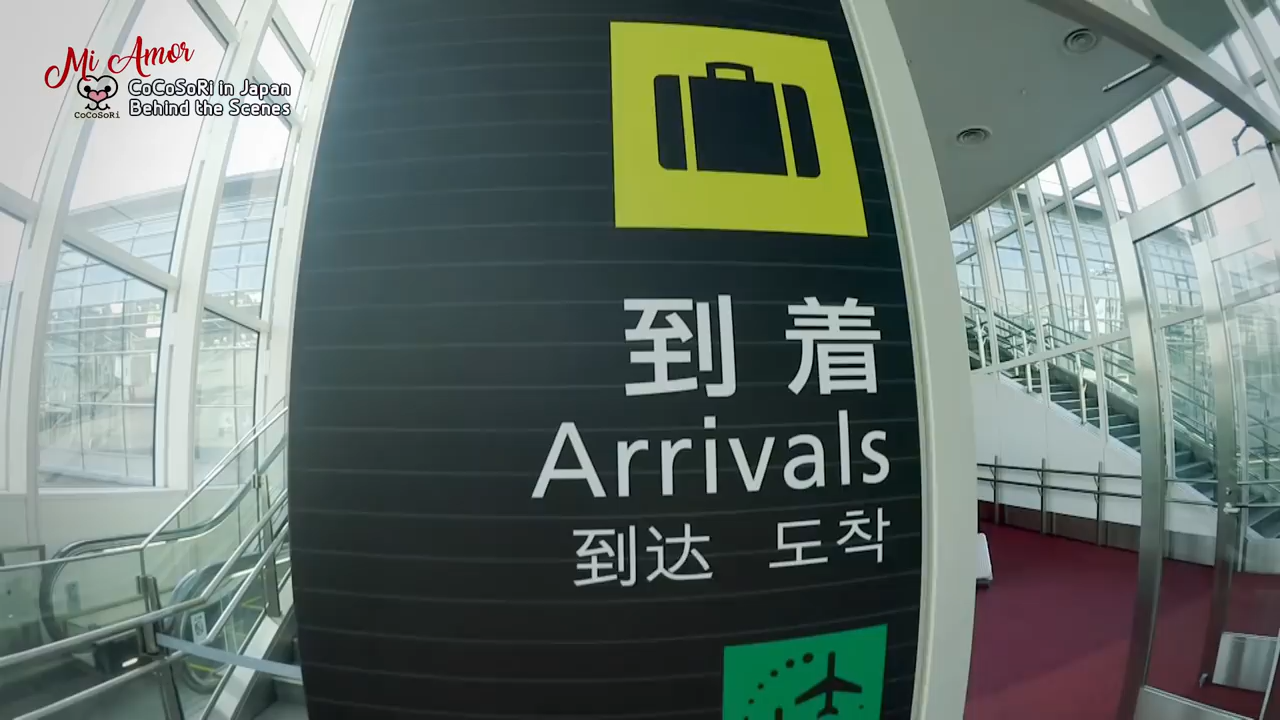 Mi Amor
CoCoSoRi in Japan
Behind the Scenes
CoCoSoRi
到着
Arrivals
到达 도착